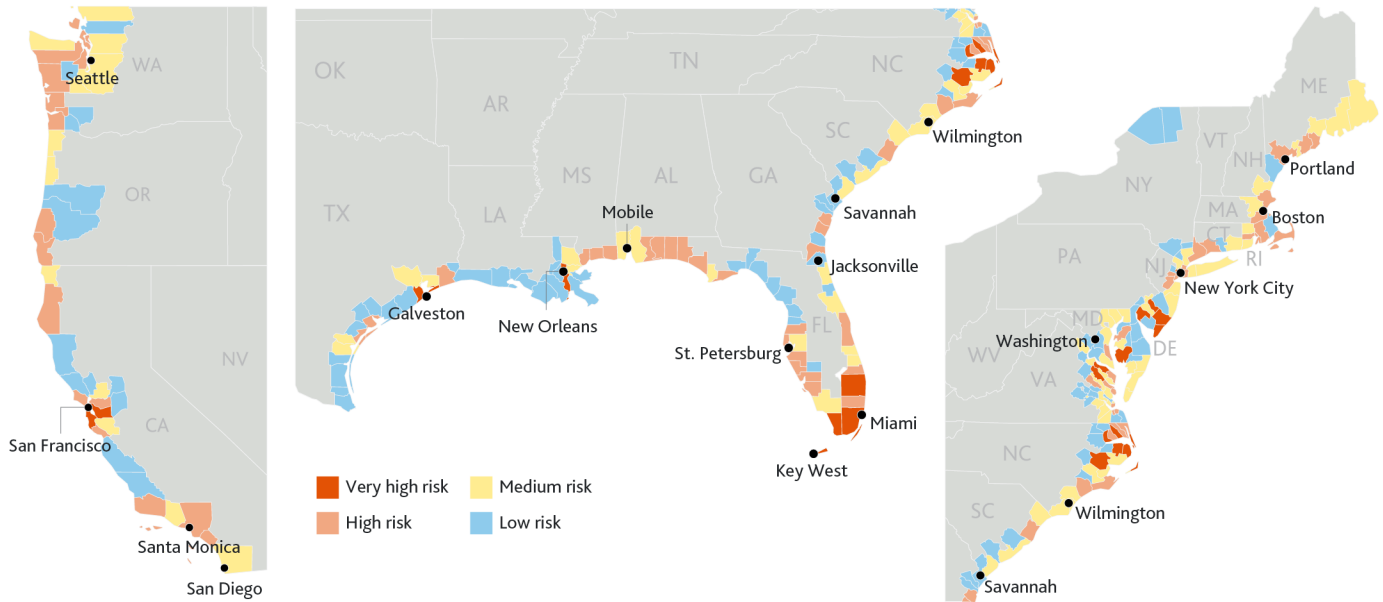 WA
Seattle
OR
NV
CA
San Francisco
Santa Monica
San Diego
OK
TN
NC
AR
SC
Wilmington
MS
AL
GA
TX
LA
Mobile
Savannah
Jacksonville
Galveston
New Orleans
FL
St. Petersburg
Miami
Key West
Very high risk
Medium risk
High risk
Low risk
ME
VT
NH
Portland
NY
MA
Boston
CT
RI
PA
NJ
New York City
MD
Washington
DE
WV
VA
NC
SC
Wilmington
Savannah